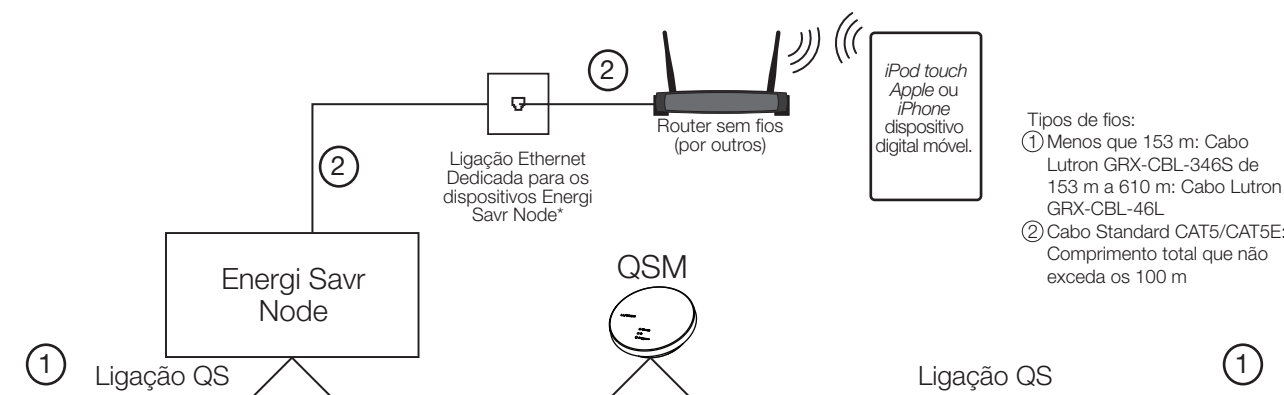 2
iPod touch
Apple ou
iPhone
dispositivo
digital móvel.
Router sem fios
(por outros)
Tipos de fios:
1 Menos que 153 m: Cabo
Lutron GRX-CBL-346S de
153 m a 610 m: Cabo Lutron
GRX-CBL-46L
2 Cabo Standard CAT5/CAT5E:
Comprimento total que não
exceda os 100 m
2
Ligação Ethernet
Dedicada para os
dispositivos Energi
Savr Node*
Energi Savr
Node
QSM
1
Ligação QS
Ligação QS
1